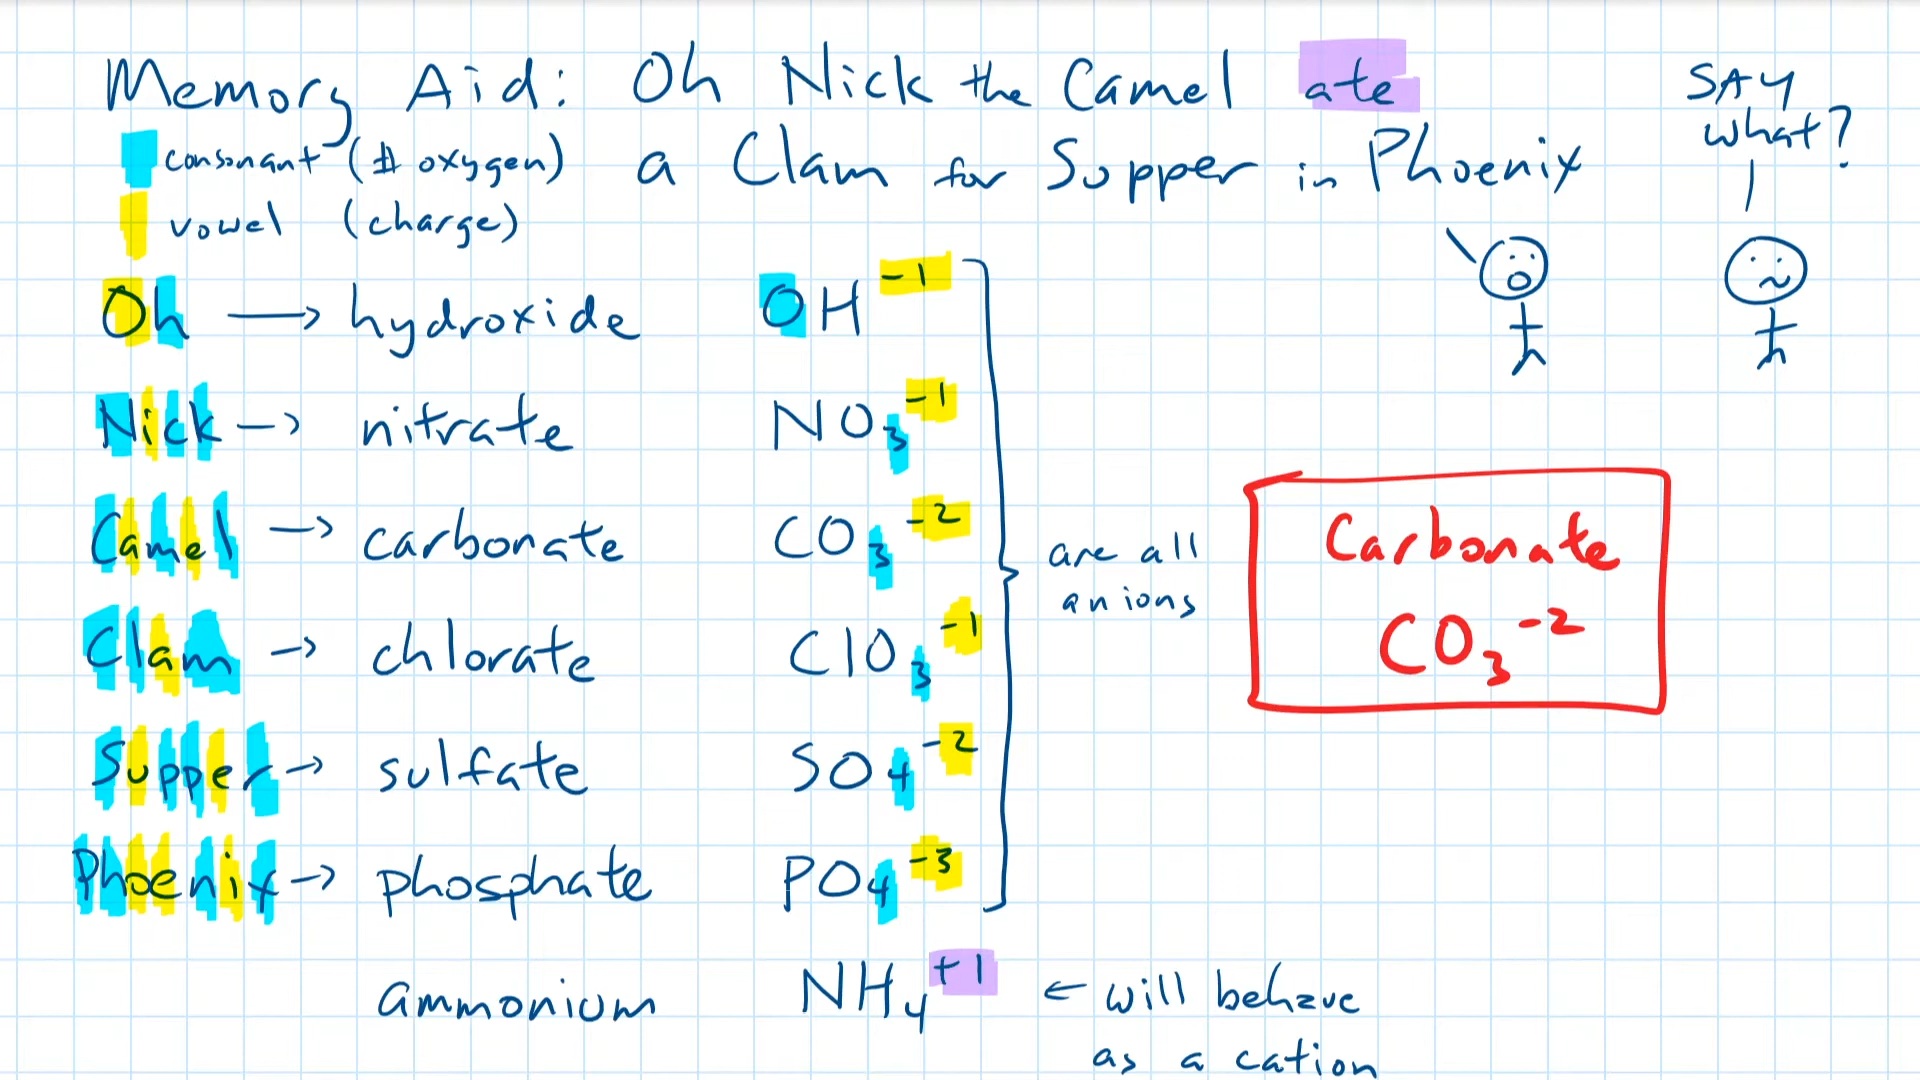 Memory Aid: Oh Nick the Camel ate
a Clam for Supper in Phoenix
SAY
what?
consonant (# oxygen)
vowel (charge)
Oh → hydroxide OH⁻¹
Nick → nitrate NO₃⁻¹
Camel → carbonate CO₃⁻²
Clam → chlorate ClO₃⁻¹
Supper → sulfate SO₄⁻²
Phoenix → phosphate PO₄⁻³
are all
anions
Carbonate
CO₃⁻²
ammonium NH₄⁺¹ ← will behave
as a cation